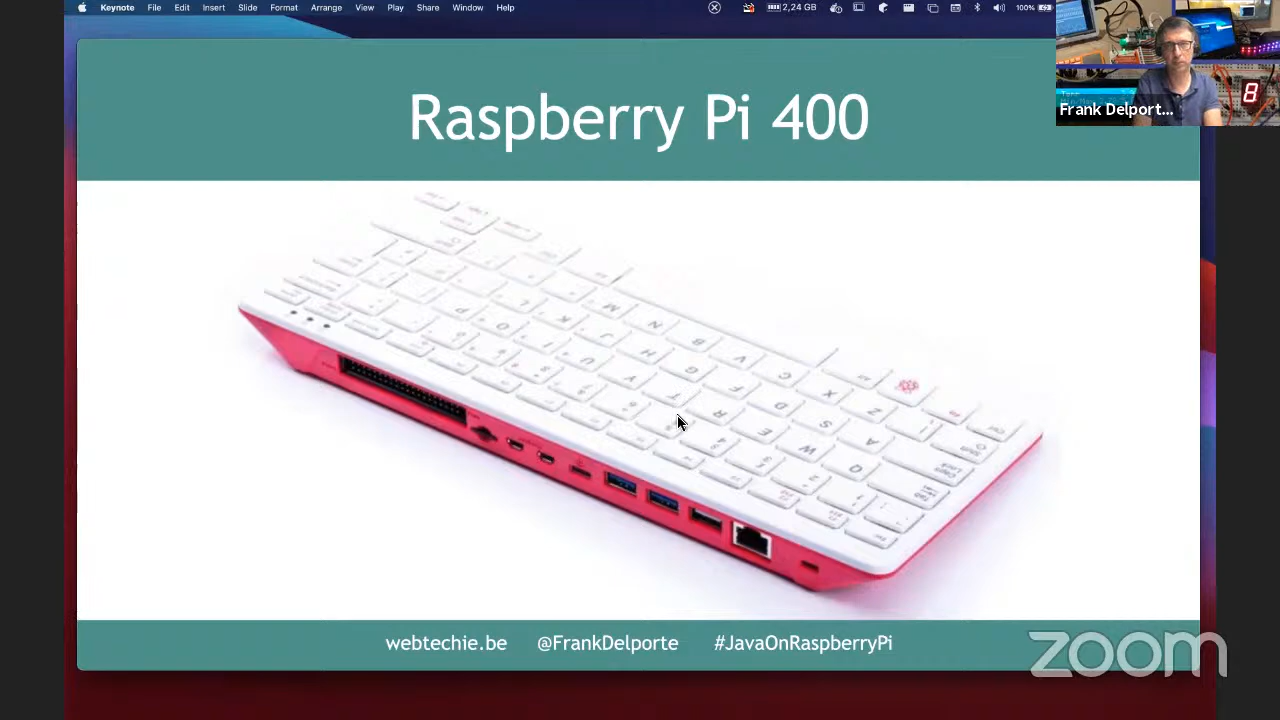 Keynote File Edit Insert Slide Format Arrange View Play Share Window Help 2,24 GB 100%
Raspberry Pi 400
Frank Delport...
8
webtechie.be @FrankDelporte #JavaOnRaspberryPi
zoom